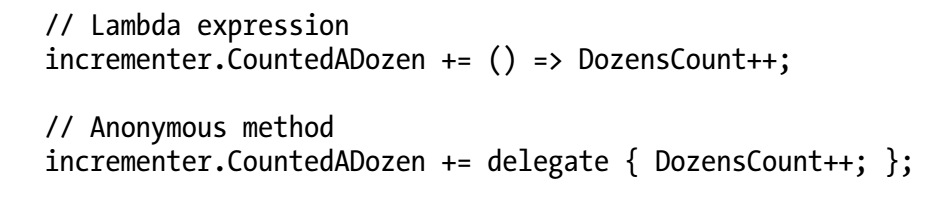 // Lambda expression
incrementer.CountedADozen += () => DozensCount++;
// Anonymous method
incrementer.CountedADozen += delegate { DozensCount++; };